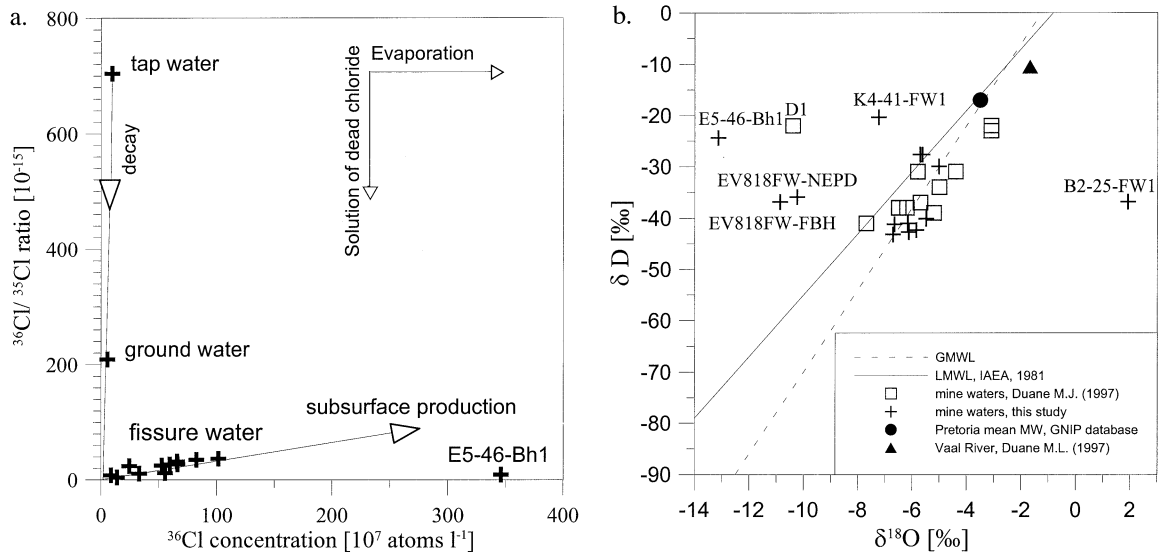 a.
800
600
400
200
0
³⁶Cl/ ³⁵Cl ratio [10⁻¹⁵]
tap water
decay
Evaporation
Solution of dead chloride
ground water
subsurface production
fissure water
E5-46-Bh1
0 100 200 300 400
³⁶Cl concentration [10⁷ atoms l⁻¹]
b.
0
-10
-20
-30
-40
-50
-60
-70
-80
-90
δ D [‰]
K4-41-FW1
E5-46-Bh1 D1
EV818FW-NEPD
EV818FW-FBH
B2-25-FW1
GMWL
LMWL, IAEA, 1981
mine waters, Duane M.J. (1997)
mine waters, this study
Pretoria mean MW, GNIP database
Vaal River, Duane M.L. (1997)
-14 -12 -10 -8 -6 -4 -2 0 2
δ¹⁸O [‰]